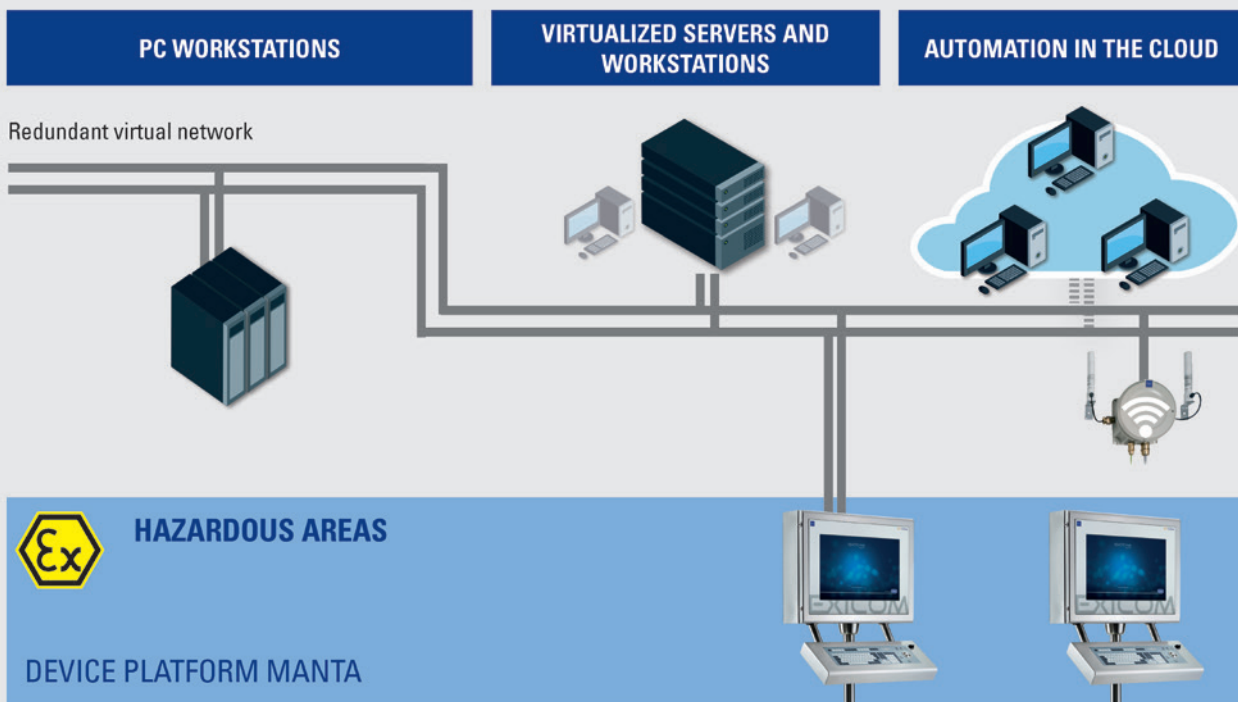 PC WORKSTATIONS
VIRTUALIZED SERVERS AND
WORKSTATIONS
AUTOMATION IN THE CLOUD
Redundant virtual network
Ex
HAZARDOUS AREAS
EXICOM
EXICOM
DEVICE PLATFORM MANTA